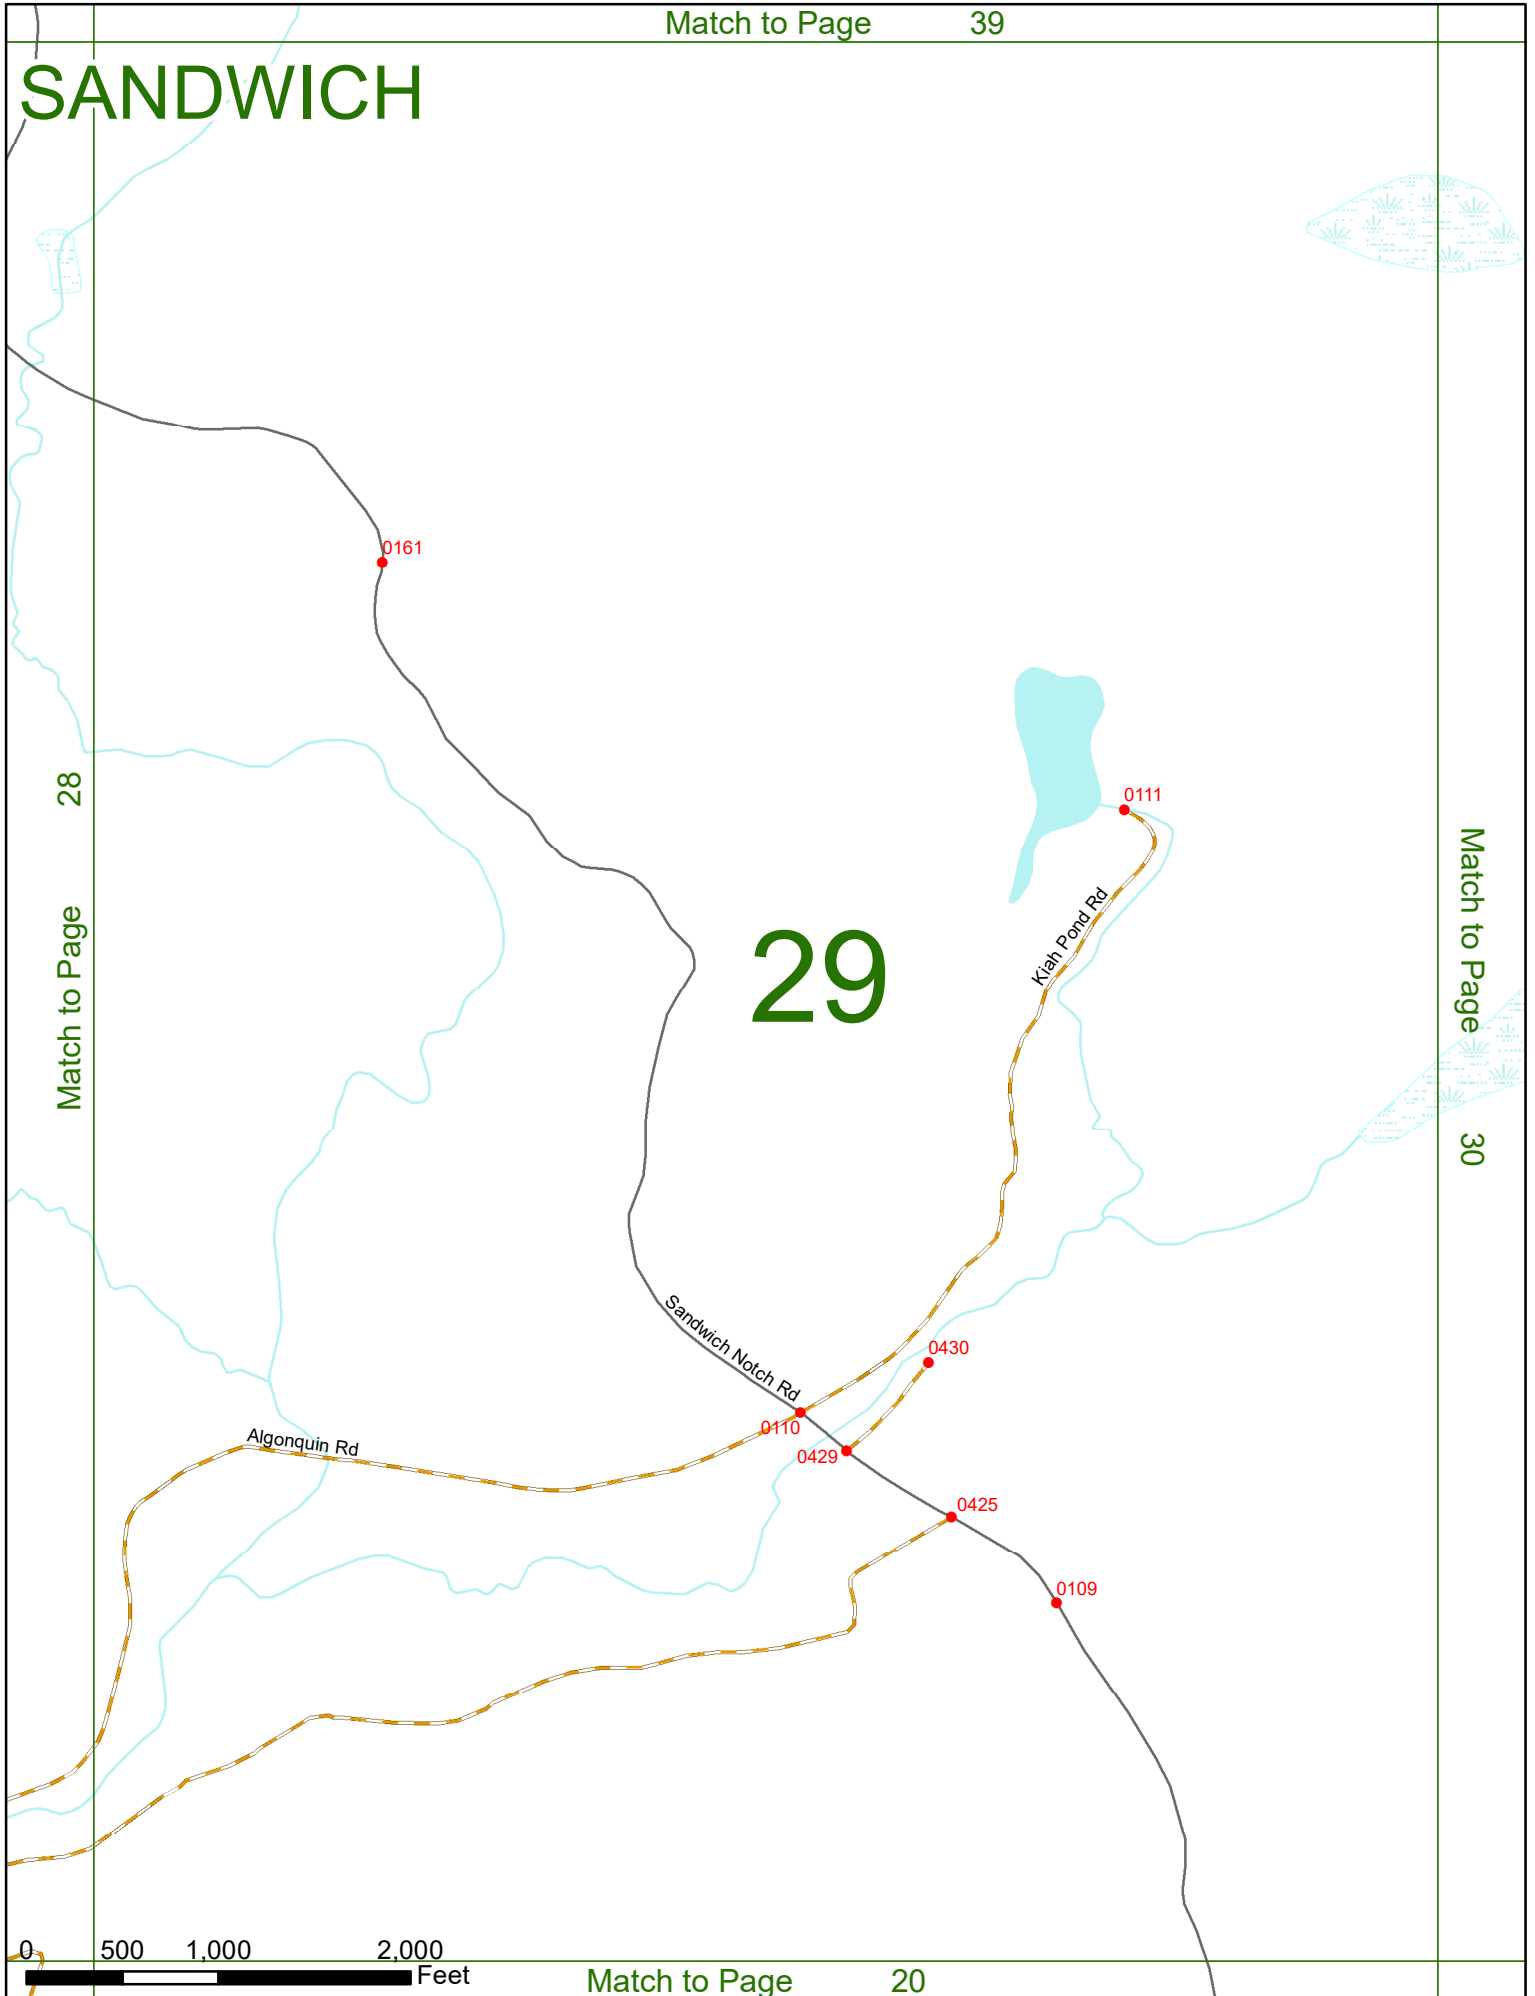 Match to Page 39
SANDWICH
0161
28
Match to Page
0111
Kiah Pond Rd
29
Match to Page
30
Sandwich Notch Rd
0430
0110
0429
Algonquin Rd
0425
0109
0 500 1,000 2,000
Feet
Match to Page 20